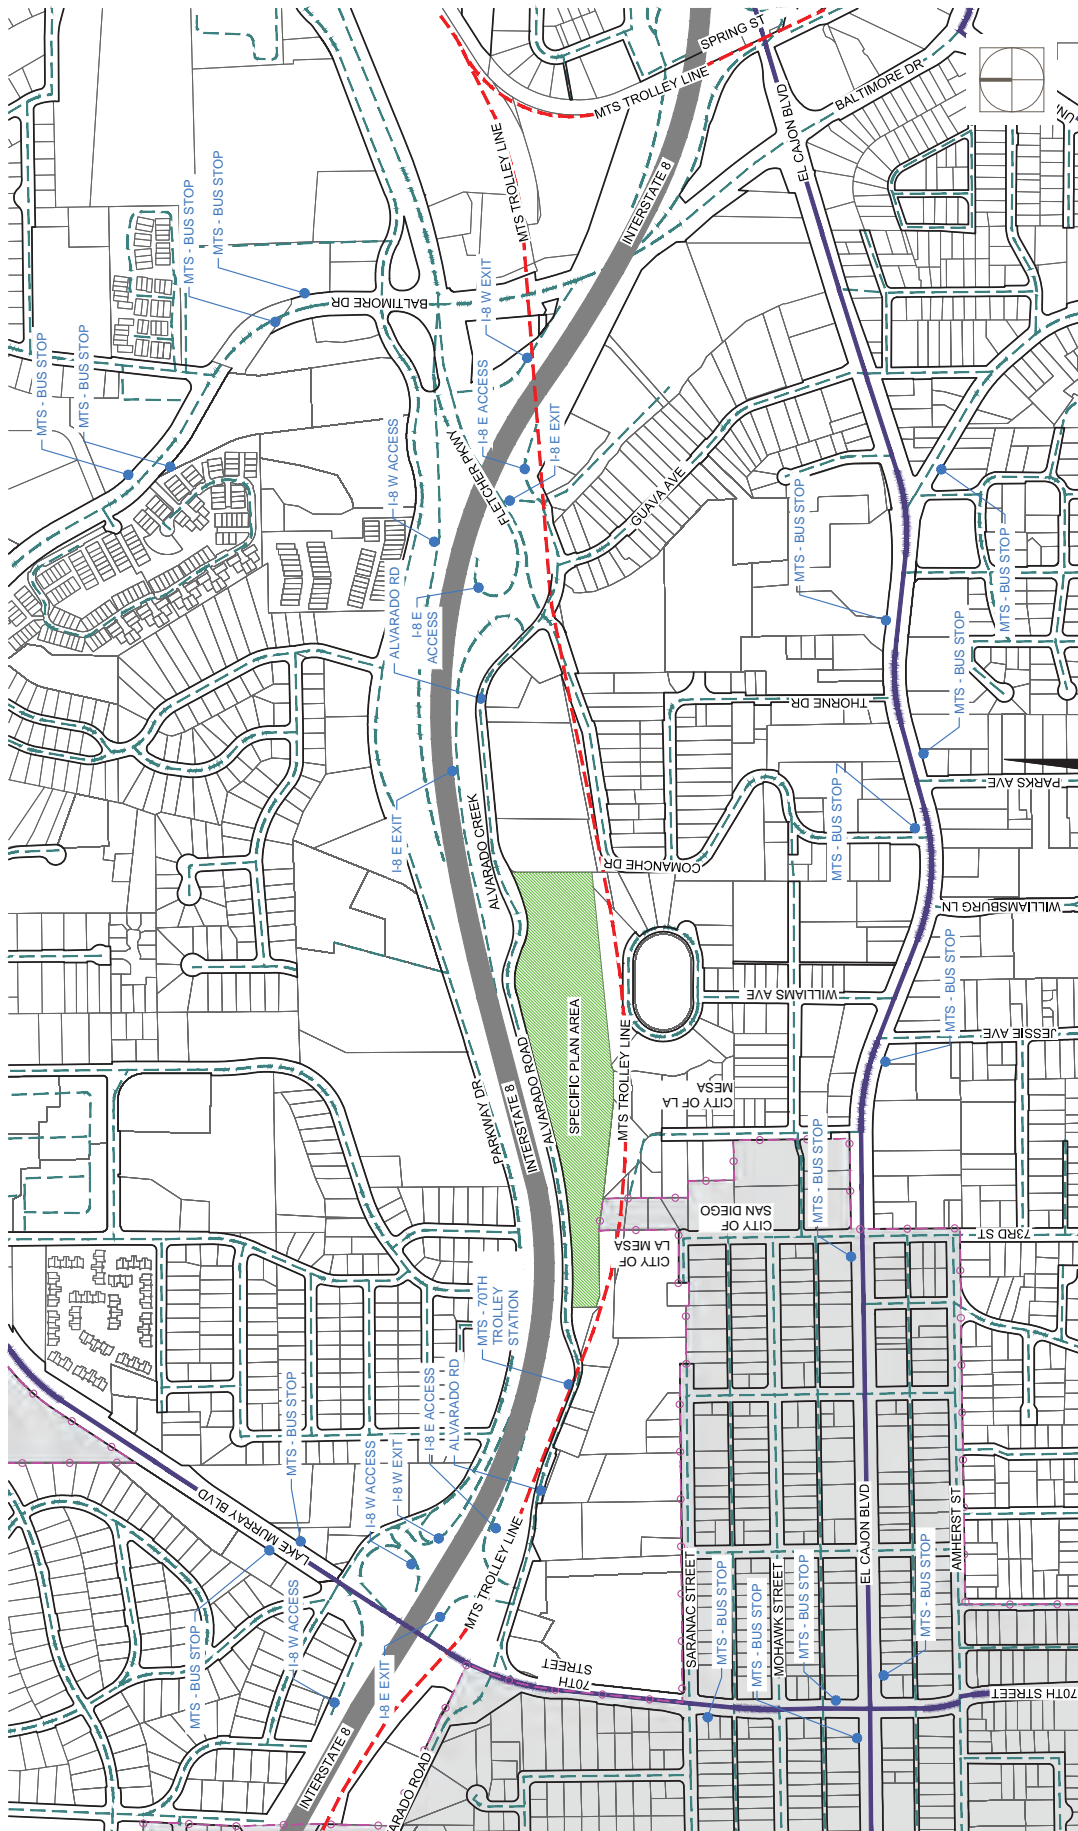 SPRING ST
MTS TROLLEY LINE
BALTIMORE DR
EL CAJON BLVD
MTS TROLLEY LINE
INTERSTATE 8
MTS - BUS STOP
MTS - BUS STOP
BALTIMORE DR
I-8 W EXIT
MTS - BUS STOP
MTS - BUS STOP
I-8 E ACCESS
I-8 E EXIT
FLETCHER PKWY
I-8 W ACCESS
GUAVA AVE
MTS - BUS STOP
MTS - BUS STOP
ALVARADO RD
I-8 E
ACCESS
MTS - BUS STOP
THORNE DR
PARKS AVE
I-8 E EXIT
ALVARADO CREEK
MTS - BUS STOP
COMANCHE DR
WILLIAMSBURG LN
WILLIAMS AVE
MTS - BUS STOP
JESSIE AVE
SPECIFIC PLAN AREA
MTS TROLLEY LINE
PARKWAY DR
INTERSTATE 8
ALVARADO ROAD
CITY OF LA
MESA
MTS - BUS STOP
CITY OF
SAN DIEGO
CITY OF
LA MESA
73RD ST
MTS - 70TH
TROLLEY
STATION
MTS - BUS STOP
I-8 W ACCESS
I-8 W EXIT
I-8 E ACCESS
ALVARADO RD
LAKE MURRAY BLVD
MTS TROLLEY LINE
EL CAJON BLVD
AMHERST ST
SARANAC STREET
MOHAWK STREET
MTS - BUS STOP
MTS - BUS STOP
MTS - BUS STOP
MTS - BUS STOP
MTS - BUS STOP
I-8 W ACCESS
I-8 E EXIT
70TH
STREET
70TH STREET
INTERSTATE 8
ARADO ROAD